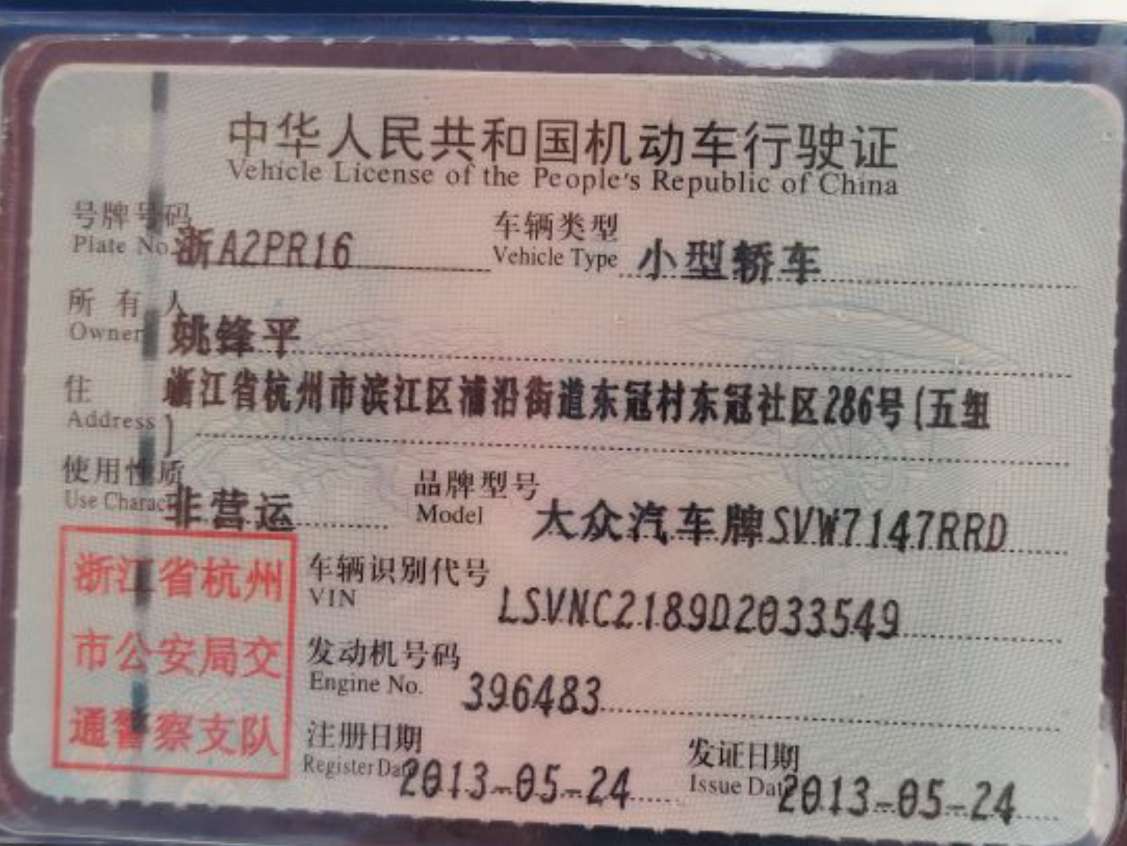 中华人民共和国机动车行驶证
Vehicle License of the People's Republic of China
号牌号码 浙A2PR16 车辆类型 小型轿车
Plate No. Vehicle Type
所有人 姚锋平
Owner
住 浙江省杭州市滨江区浦沿街道东冠村东冠社区286号(五组
Address )
使用性质 非营运 品牌型号 大众汽车牌SVW7147RRD
Use Charac Model
浙江省杭州
市公安局交
通警察支队
车辆识别代号 LSVNC2189D2033549
VIN
发动机号码 396483
Engine No.
注册日期 2013-05-24 发证日期 2013-05-24
Register Dat Issue Dat